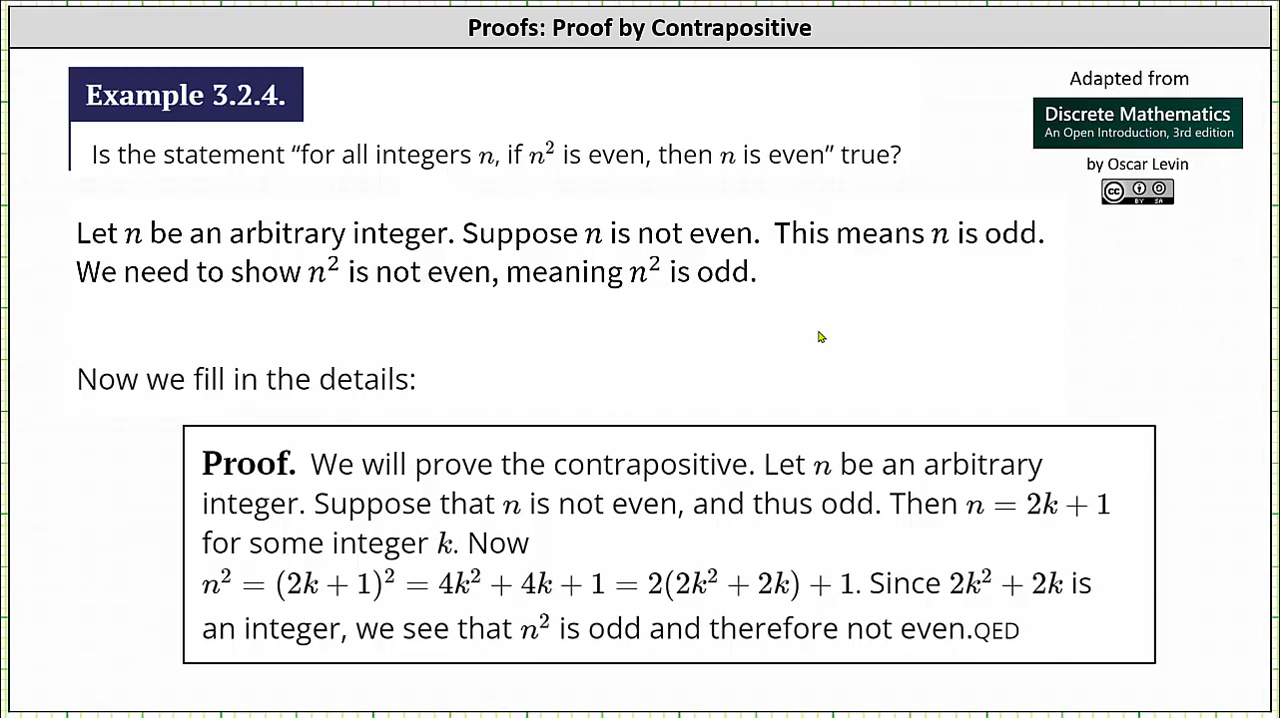 Proofs: Proof by Contrapositive
Example 3.2.4.
Adapted from
Discrete Mathematics
An Open Introduction, 3rd edition
by Oscar Levin
cc BY SA
Is the statement “for all integers n, if n² is even, then n is even” true?
Let n be an arbitrary integer. Suppose n is not even. This means n is odd.
We need to show n² is not even, meaning n² is odd.
Now we fill in the details:
Proof. We will prove the contrapositive. Let n be an arbitrary
integer. Suppose that n is not even, and thus odd. Then n = 2k + 1
for some integer k. Now
n² = (2k + 1)² = 4k² + 4k + 1 = 2(2k² + 2k) + 1. Since 2k² + 2k is
an integer, we see that n² is odd and therefore not even.QED